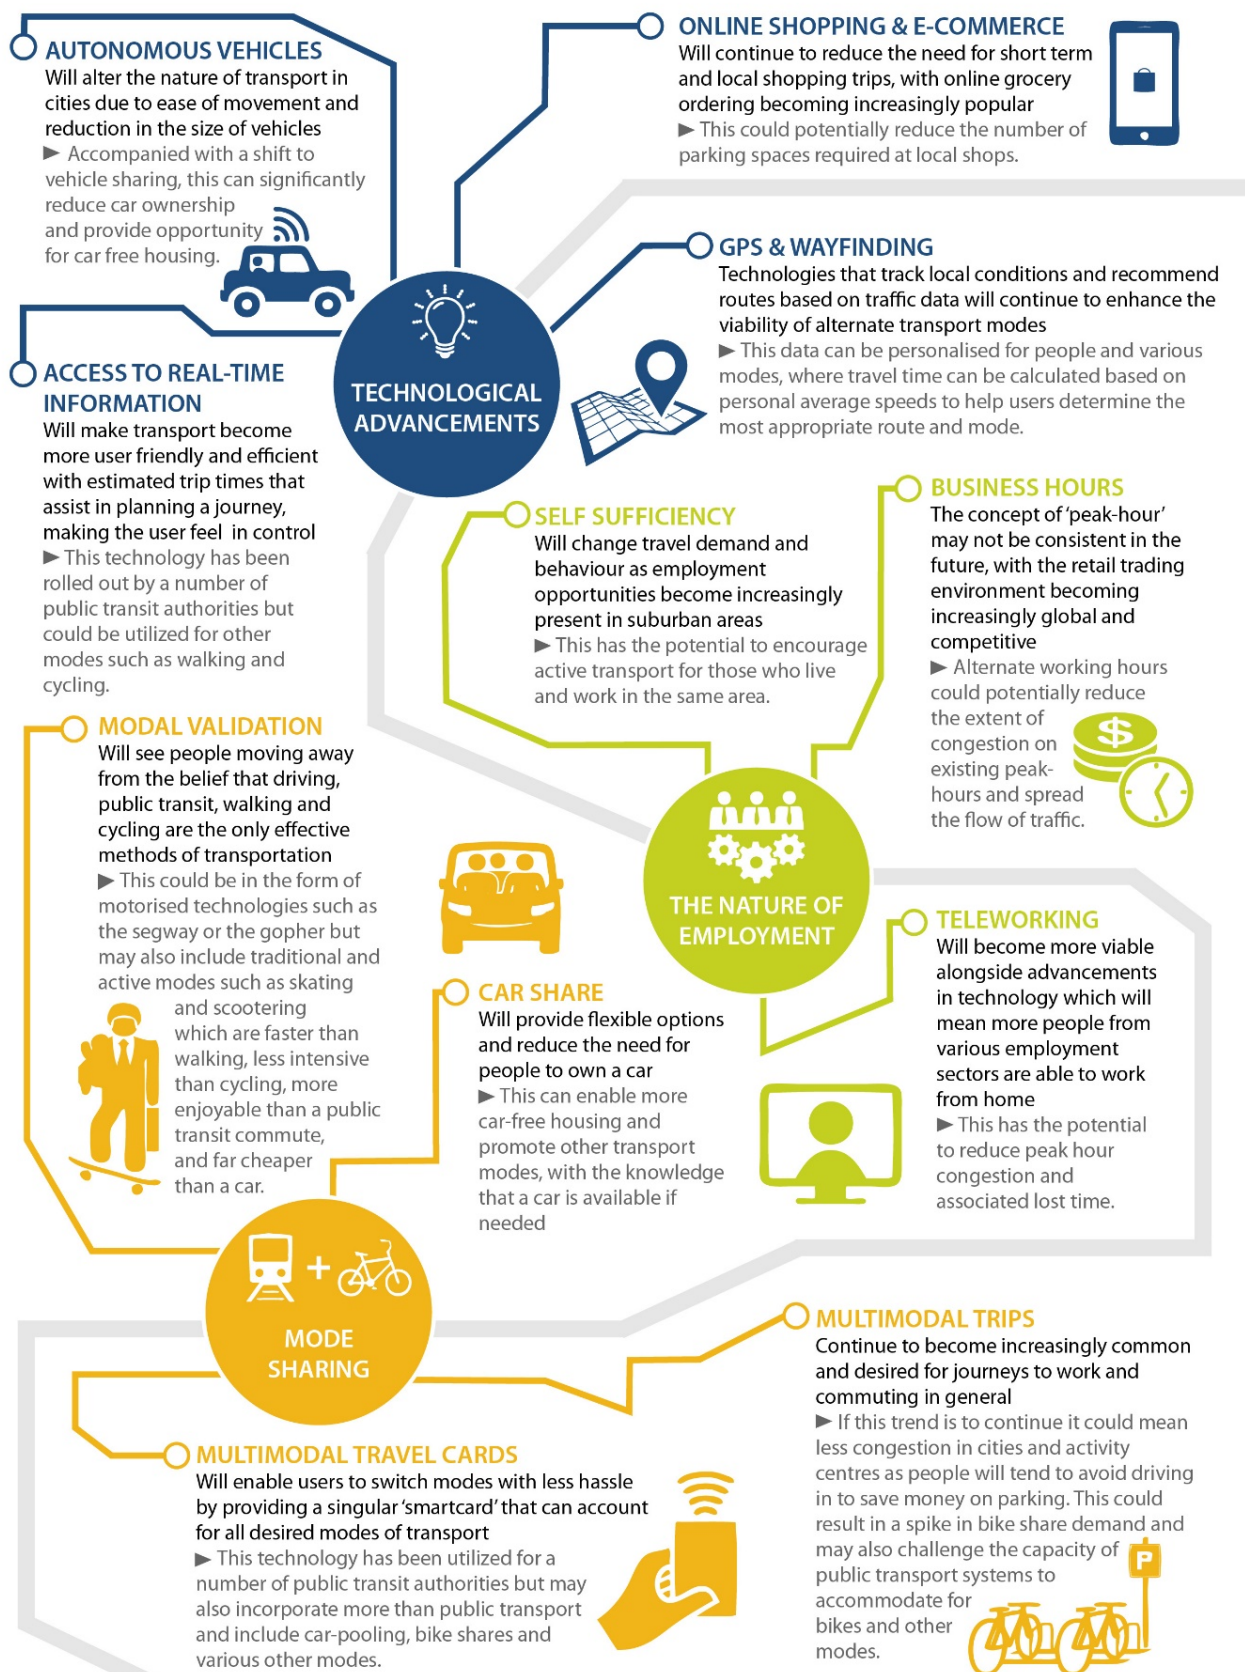 AUTONOMOUS VEHICLES
Will alter the nature of transport in
cities due to ease of movement and
reduction in the size of vehicles
► Accompanied with a shift to
vehicle sharing, this can significantly
reduce car ownership
and provide opportunity
for car free housing.
ONLINE SHOPPING & E-COMMERCE
Will continue to reduce the need for short term
and local shopping trips, with online grocery
ordering becoming increasingly popular
► This could potentially reduce the number of
parking spaces required at local shops.
GPS & WAYFINDING
Technologies that track local conditions and recommend
routes based on traffic data will continue to enhance the
viability of alternate transport modes
► This data can be personalised for people and various
modes, where travel time can be calculated based on
personal average speeds to help users determine the
most appropriate route and mode.
TECHNOLOGICAL
ADVANCEMENTS
ACCESS TO REAL-TIME
INFORMATION
Will make transport become
more user friendly and efficient
with estimated trip times that
assist in planning a journey,
making the user feel in control
► This technology has been
rolled out by a number of
public transit authorities but
could be utilized for other
modes such as walking and
cycling.
SELF SUFFICIENCY
Will change travel demand and
behaviour as employment
opportunities become increasingly
present in suburban areas
► This has the potential to encourage
active transport for those who live
and work in the same area.
BUSINESS HOURS
The concept of 'peak-hour'
may not be consistent in the
future, with the retail trading
environment becoming
increasingly global and
competitive
► Alternate working hours
could potentially reduce
the extent of
congestion on
existing peak-
hours and spread
the flow of traffic.
$
THE NATURE OF
EMPLOYMENT
TELEWORKING
Will become more viable
alongside advancements
in technology which will
mean more people from
various employment
sectors are able to work
from home
► This has the potential
to reduce peak hour
congestion and
associated lost time.
MODAL VALIDATION
Will see people moving away
from the belief that driving,
public transit, walking and
cycling are the only effective
methods of transportation
► This could be in the form of
motorised technologies such as
the segway or the gopher but
may also include traditional and
active modes such as skating
and scootering
which are faster than
walking, less intensive
than cycling, more
enjoyable than a public
transit commute,
and far cheaper
than a car.
CAR SHARE
Will provide flexible options
and reduce the need for
people to own a car
► This can enable more
car-free housing and
promote other transport
modes, with the knowledge
that a car is available if
needed
+
MODE
SHARING
MULTIMODAL TRIPS
Continue to become increasingly common
and desired for journeys to work and
commuting in general
► If this trend is to continue it could mean
less congestion in cities and activity
centres as people will tend to avoid driving
in to save money on parking. This could
result in a spike in bike share demand and
may also challenge the capacity of
public transport systems to
accommodate for
bikes and other
modes.
P
MULTIMODAL TRAVEL CARDS
Will enable users to switch modes with less hassle
by providing a singular 'smartcard' that can account
for all desired modes of transport
► This technology has been utilized for a
number of public transit authorities but may
also incorporate more than public transport
and include car-pooling, bike shares and
various other modes.